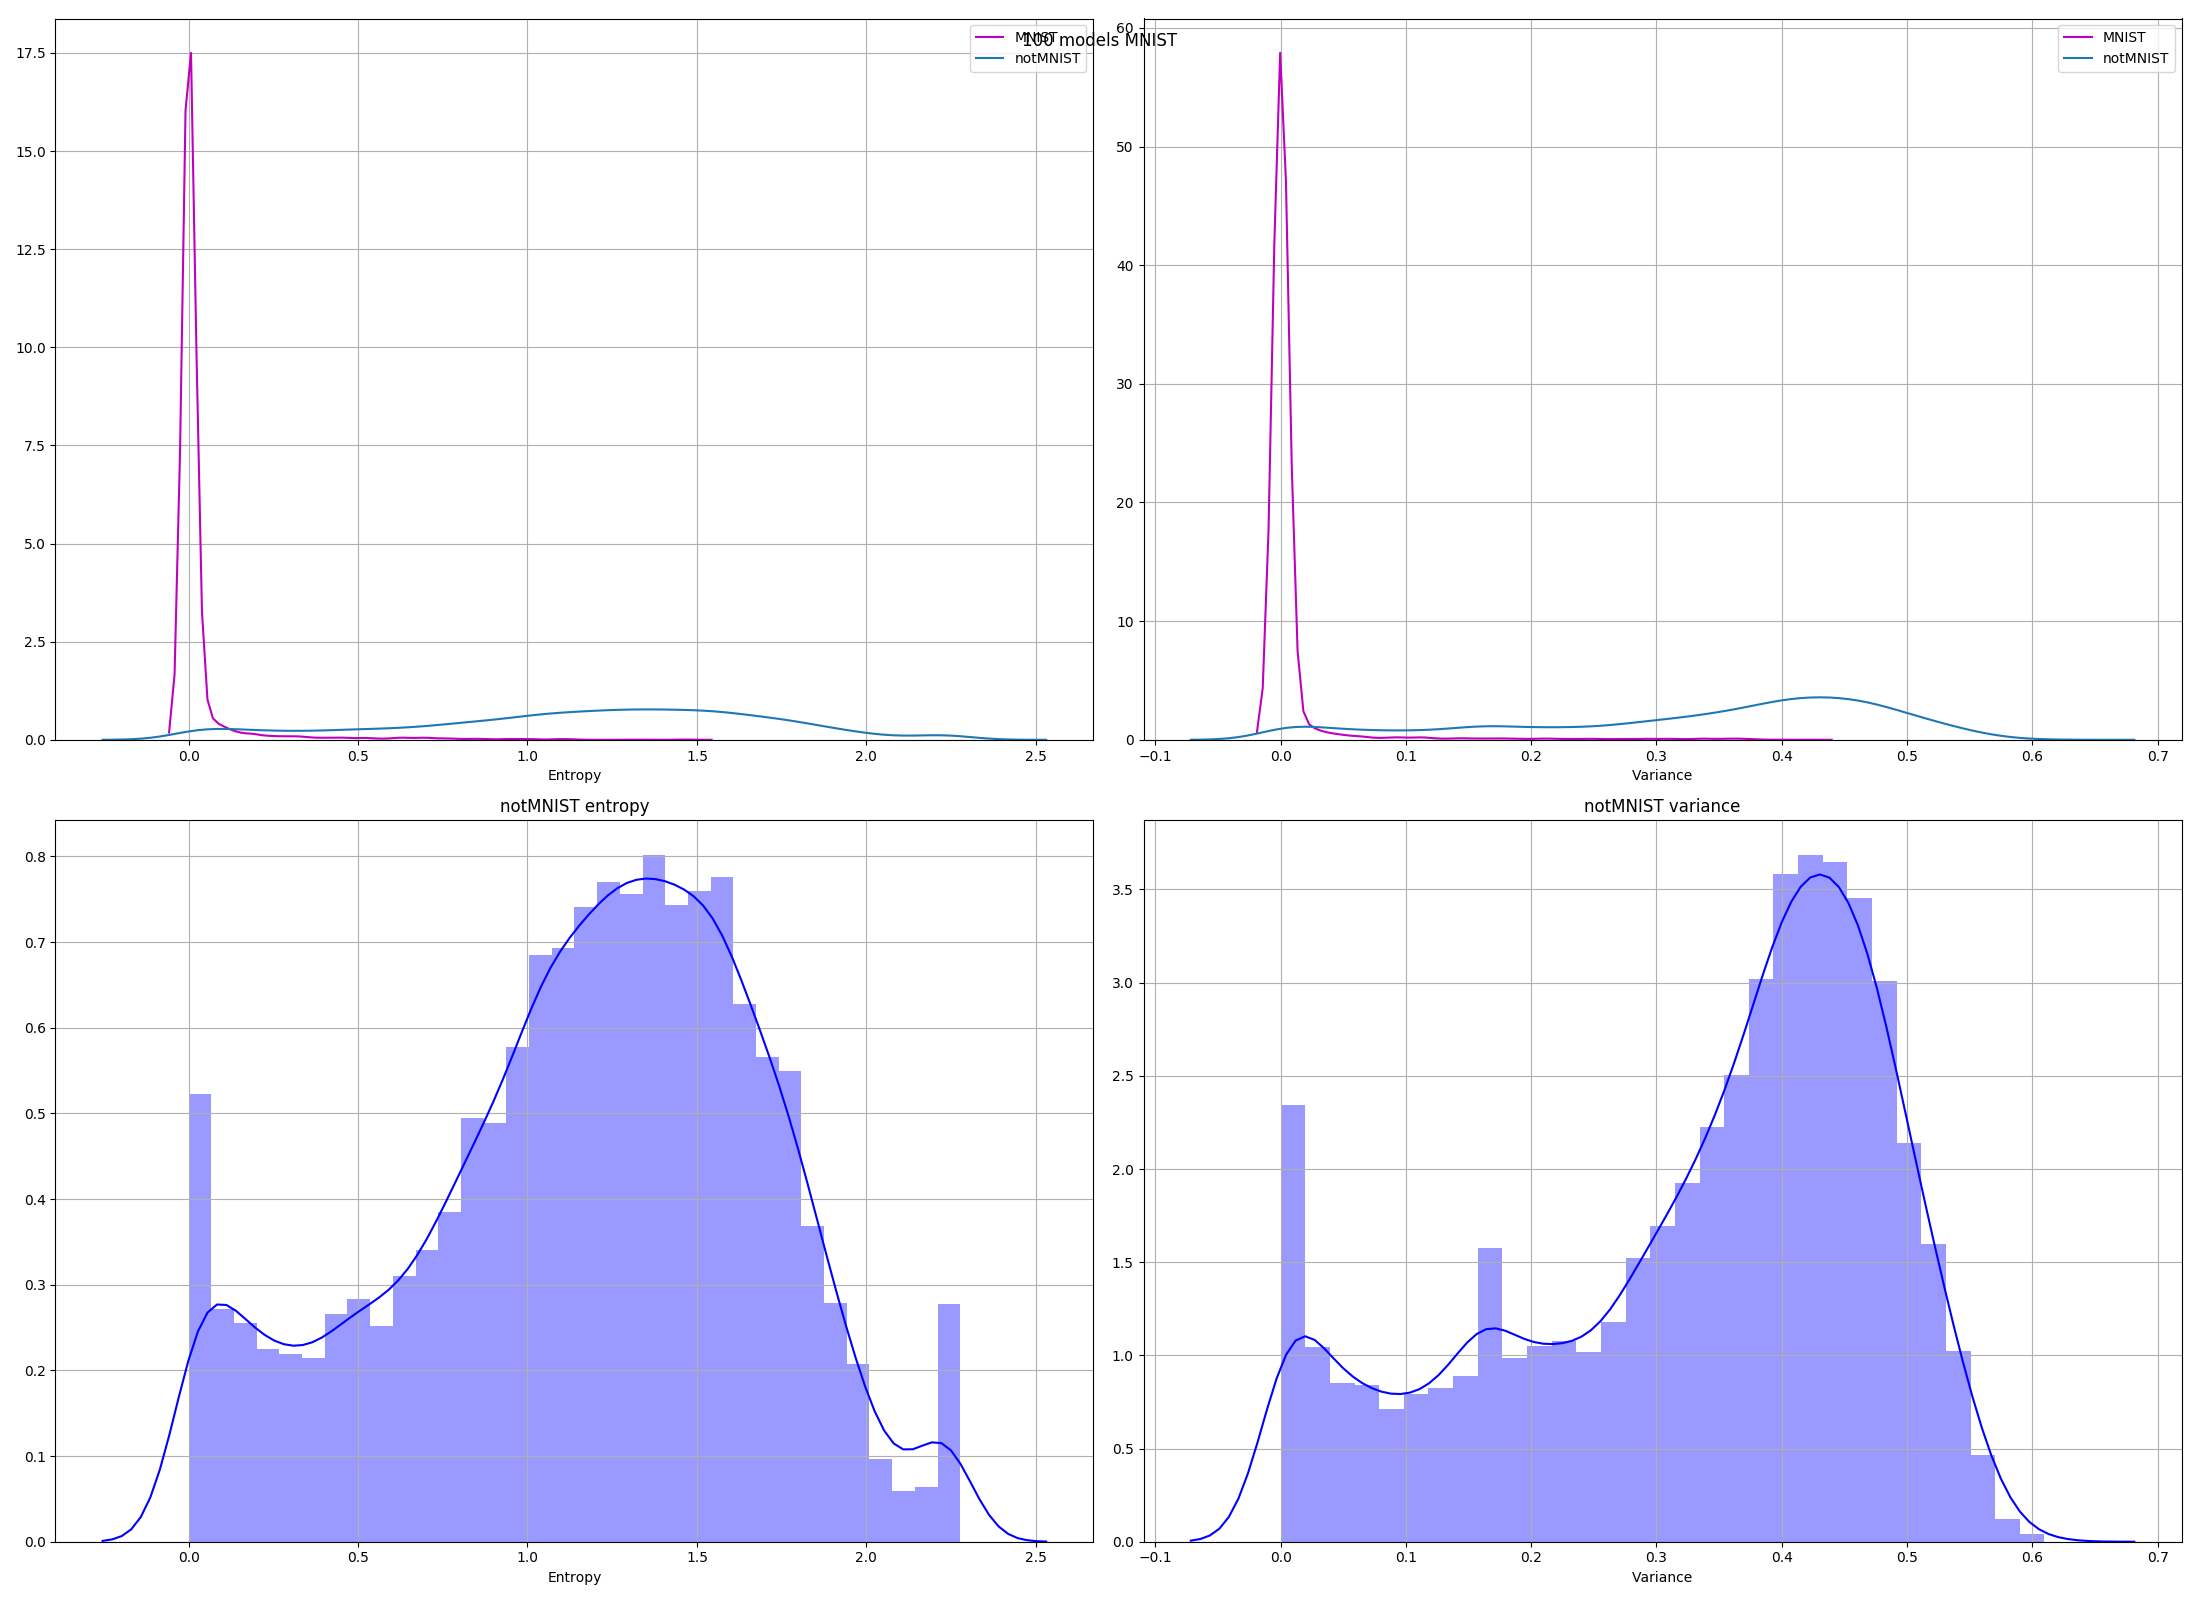 100 models MNIST
17.5
15.0
12.5
10.0
7.5
5.0
2.5
0.0
0.0 0.5 1.0 1.5 2.0 2.5
Entropy
MNIST
notMNIST
60
50
40
30
20
10
0
−0.1 0.0 0.1 0.2 0.3 0.4 0.5 0.6 0.7
Variance
MNIST
notMNIST
notMNIST entropy
0.8
0.7
0.6
0.5
0.4
0.3
0.2
0.1
0.0
0.0 0.5 1.0 1.5 2.0 2.5
Entropy
notMNIST variance
3.5
3.0
2.5
2.0
1.5
1.0
0.5
0.0
−0.1 0.0 0.1 0.2 0.3 0.4 0.5 0.6 0.7
Variance